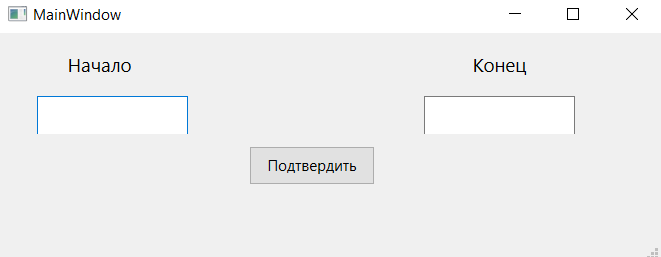 MainWindow
Начало
Конец
Подтвердить